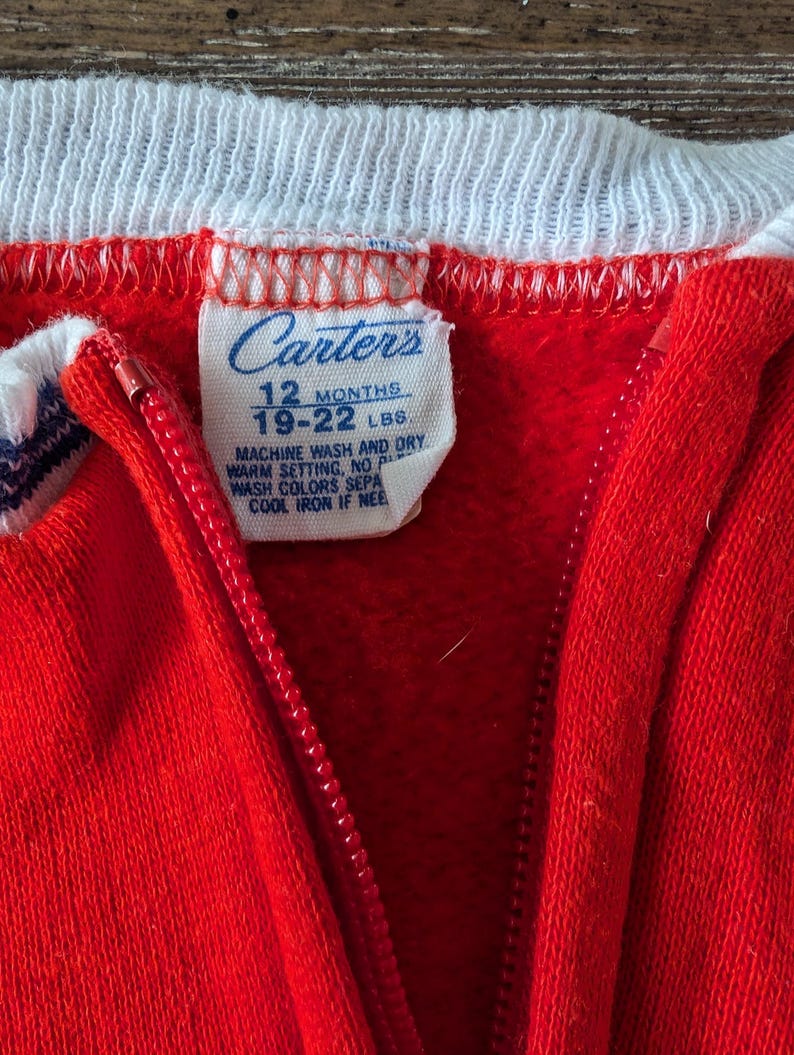 Carter's
12 MONTHS
19-22 LBS
MACHINE WASH AND DRY
WARM SETTING, NO
WASH COLORS
COOL IRON IF